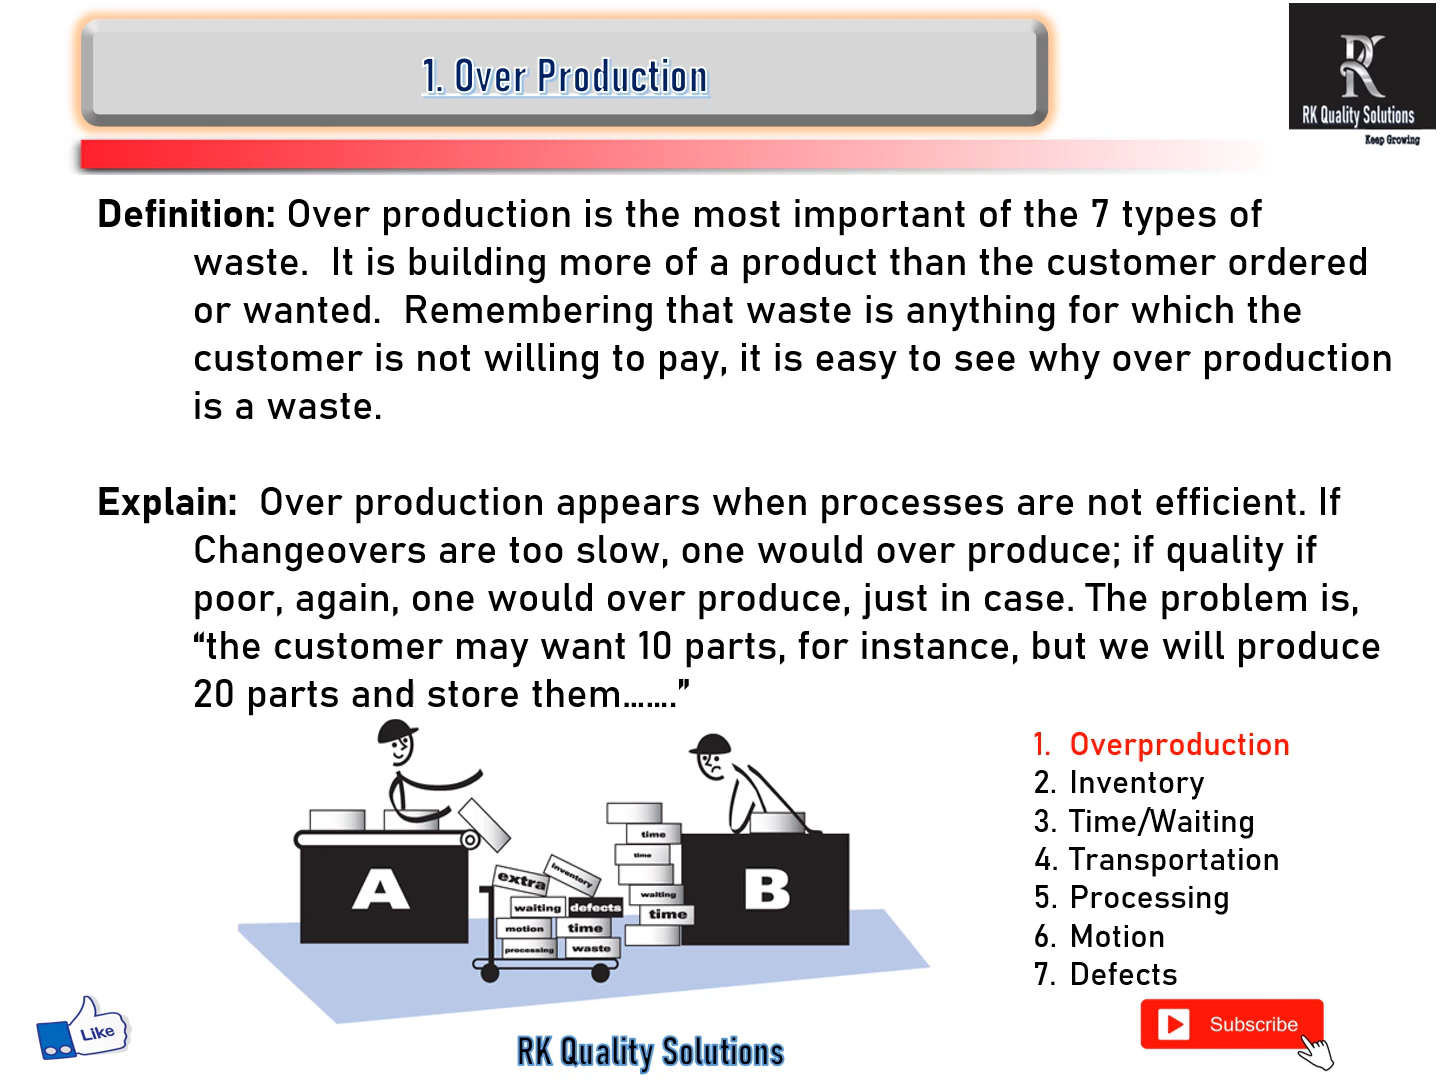 1. Over Production
RK Quality Solutions
Keep Growing
Definition: Over production is the most important of the 7 types of
waste.  It is building more of a product than the customer ordered
or wanted.  Remembering that waste is anything for which the
customer is not willing to pay, it is easy to see why over production
is a waste.
Explain:  Over production appears when processes are not efficient. If
Changeovers are too slow, one would over produce; if quality if
poor, again, one would over produce, just in case. The problem is,
“the customer may want 10 parts, for instance, but we will produce
20 parts and store them…….”
A
extra
inventory
waiting
defects
motion
time
processing
waste
time
time
waiting
time
B
1. Overproduction
2. Inventory
3. Time/Waiting
4. Transportation
5. Processing
6. Motion
7. Defects
Like
RK Quality Solutions
Subscribe